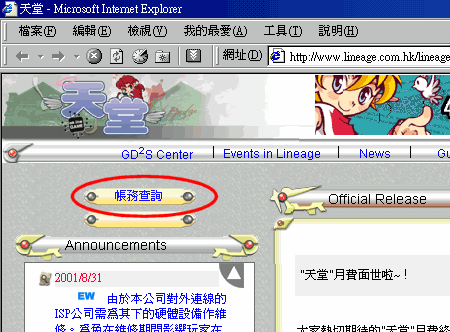 天堂 - Microsoft Internet Explorer
檔案(F) 編輯(E) 檢視(V) 我的最愛(A) 工具(T) 說明(H)
網址(D) http://www.lineage.com.hk/lineage
天堂
GD2S Center | Events in Lineage | News | Gu
帳務查詢
Official Release
Announcements
2001/8/31
EW 由於本公司對外連線的
ISP公司需爲其下的硬體設備作維
修。爲免在維修期間影響玩家在
"天堂"月費面世啦~！
大家熱切期待的"天堂"月費終